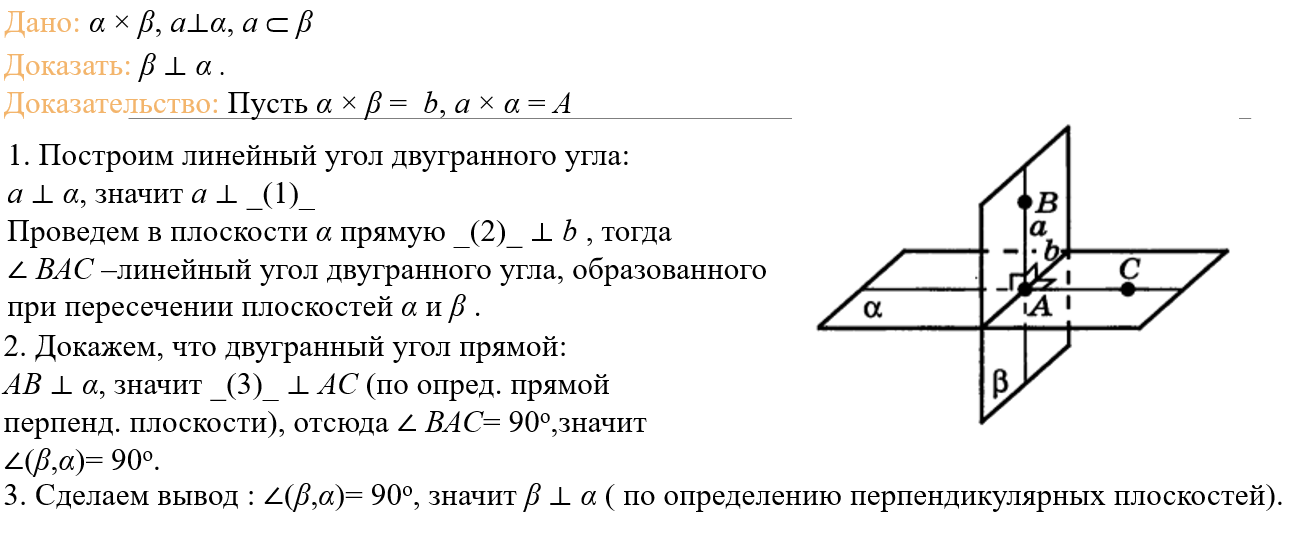 Дано: α × β, a⊥α, a ⊂ β
Доказать: β ⊥ α .
Доказательство: Пусть α × β = b, a × α = A
1. Построим линейный угол двугранного угла:
a ⊥ α, значит a ⊥ _(1)_
Проведем в плоскости α прямую _(2)_ ⊥ b , тогда
∠ BAC –линейный угол двугранного угла, образованного
при пересечении плоскостей α и β .
2. Докажем, что двугранный угол прямой:
AB ⊥ α, значит _(3)_ ⊥ AC (по опред. прямой
перпенд. плоскости), отсюда ∠ BAC= 90º,значит
∠(β,α)= 90º.
3. Сделаем вывод : ∠(β,α)= 90º, значит β ⊥ α ( по определению перпендикулярных плоскостей).
B
a
b
C
α
A
β